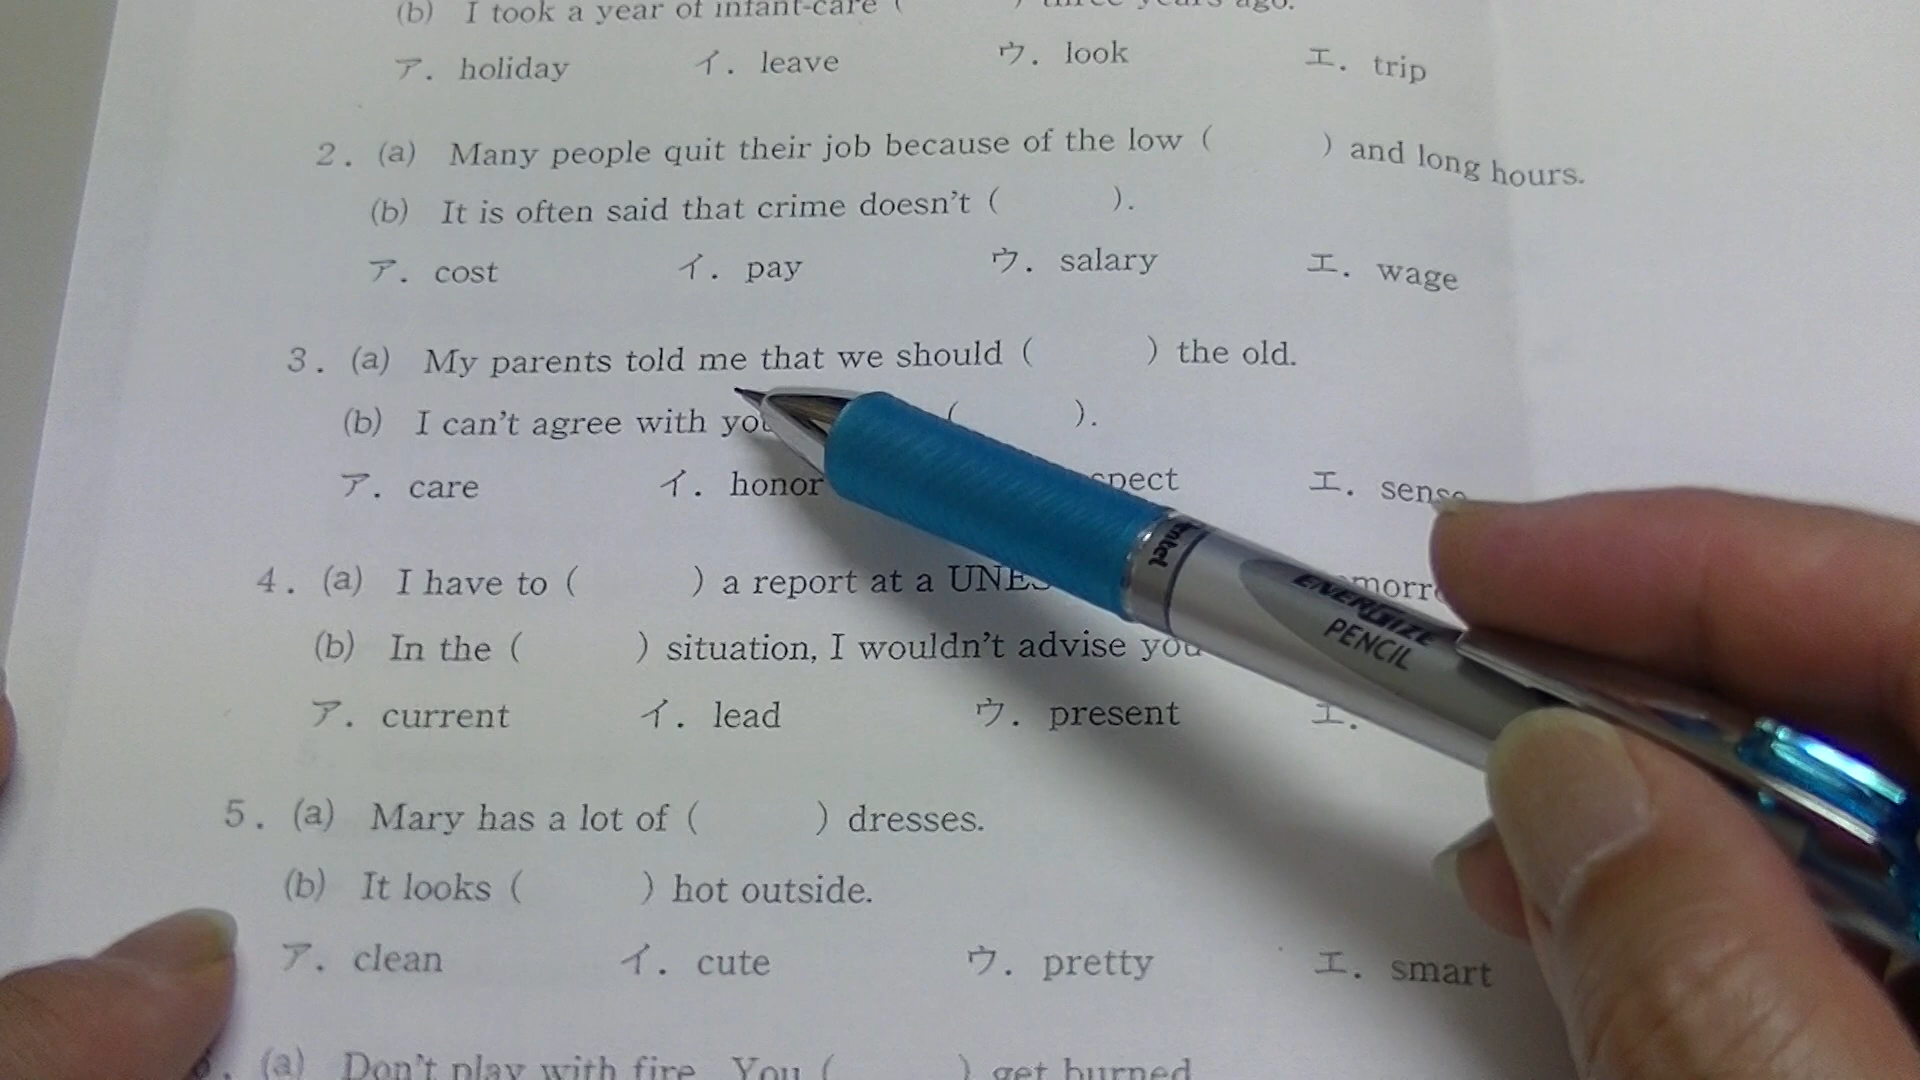 (b) I took a year of infant-care ( ) three years ago.
ア. holiday イ. leave ウ. look エ. trip
2. (a) Many people quit their job because of the low ( ) and long hours.
(b) It is often said that crime doesn't ( ).
ア. cost イ. pay ウ. salary エ. wage
3. (a) My parents told me that we should ( ) the old.
(b) I can't agree with ( ).
ア. care イ. honor エ. sense
4. (a) I have to ( ) a report at a
(b) In the ( ) situation, I wouldn't advise you
ア. current イ. lead ウ. present エ.
5. (a) Mary has a lot of ( ) dresses.
(b) It looks ( ) hot outside.
ア. clean イ. cute ウ. pretty エ. smart
(a) Don't play with fire. You ( ) get burned
Pentel
ENERGIZE
PENCIL